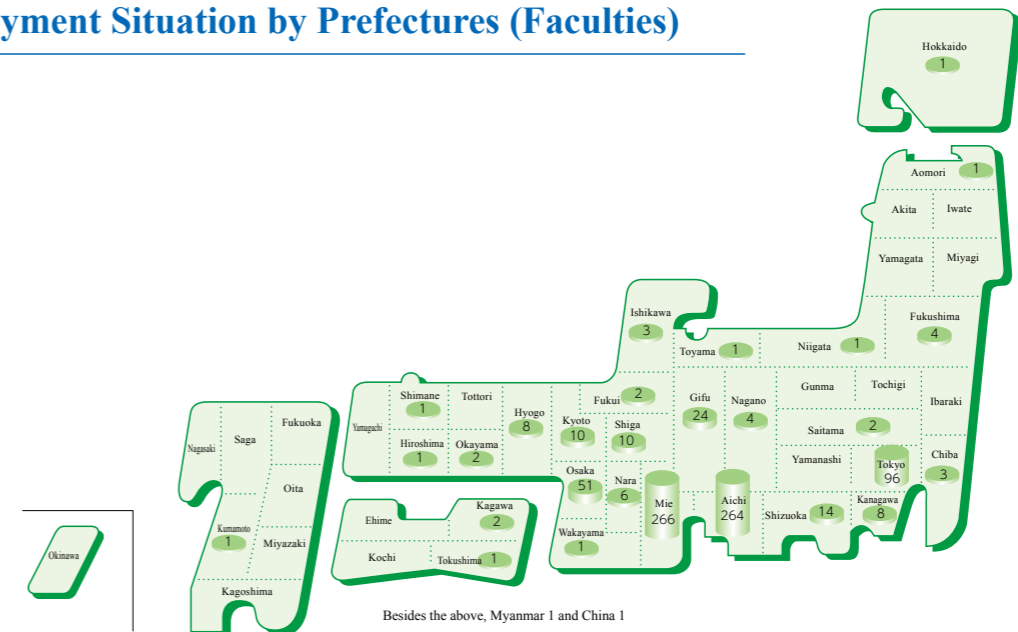 yment Situation by Prefectures (Faculties)
Hokkaido
1
Aomori 1
Akita Iwate
Yamagata Miyagi
Fukushima
4
Ishikawa
3
Toyama 1
Niigata 1
Gunma Tochigi
Ibaraki
Saitama 2
Yamanashi
Tokyo
96
Chiba
3
Kanagawa
8
Shizuoka 14
Nagano
4
Gifu
24
Aichi
264
Mie
266
Fukui 2
Shiga
10
Kyoto
10
Nara
6
Osaka
51
Wakayama
1
Hyogo
8
Tottori
Shimane
1
Okayama
2
Hiroshima
1
Yamaguchi
Kagawa
2
Ehime
Kochi
Tokushima 1
Fukuoka
Saga
Nagasaki
Oita
Kumamoto
1
Miyazaki
Kagoshima
Okinawa
Besides the above, Myanmar 1 and China 1